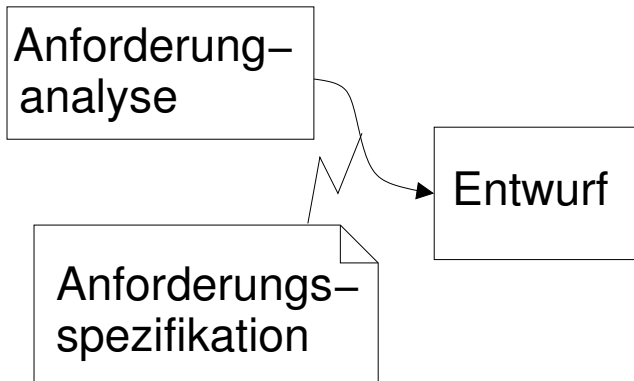 Anforderung–
analyse
Entwurf
Anforderungs–
spezifikation